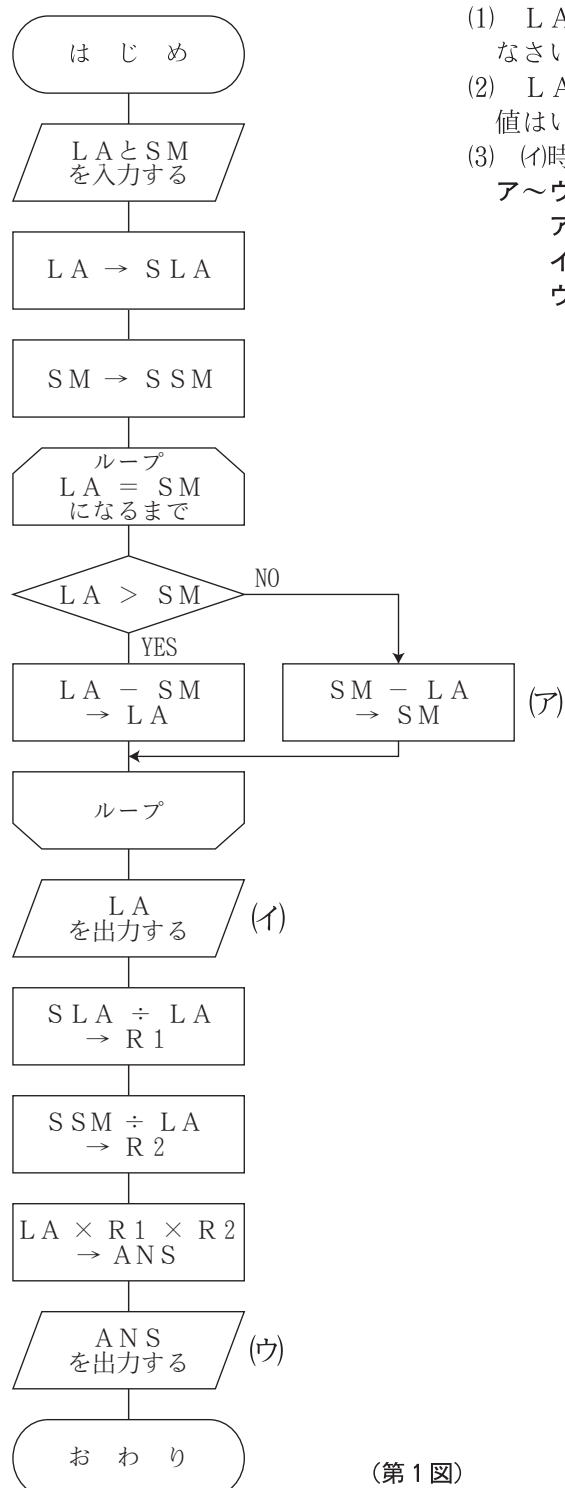 は じ め
LAとSM
を入力する
LA → SLA
SM → SSM
ループ
LA = SM
になるまで
LA > SM
NO
YES
LA － SM
→ LA
SM － LA
→ SM
(ア)
ループ
LA
を出力する
(イ)
SLA ÷ LA
→ R1
SSM ÷ LA
→ R2
LA × R1 × R2
→ ANS
ANS
を出力する
(ウ)
お わ り
(第1図)
(1) LA
なさい
(2) LA
値はい
(3) (イ)時
ア～ウ
ア
イ
ウ